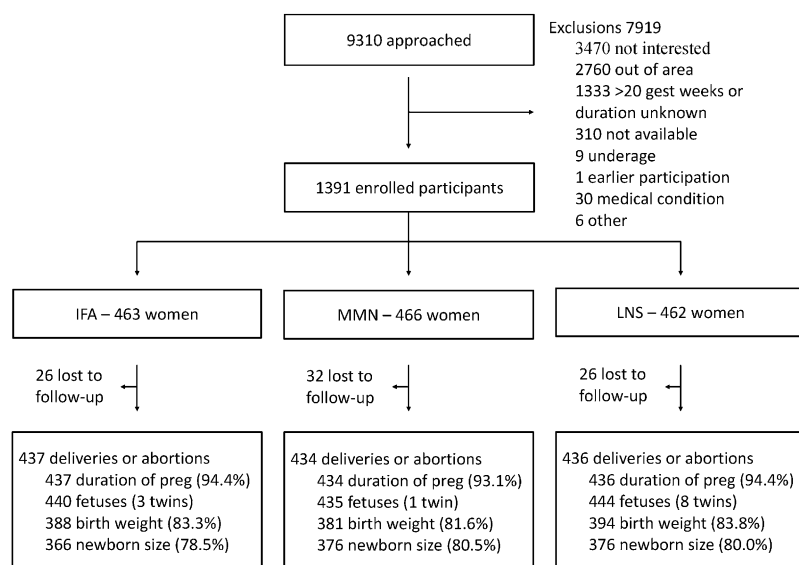 9310 approached
Exclusions 7919
3470 not interested
2760 out of area
1333 >20 gest weeks or
duration unknown
310 not available
9 underage
1 earlier participation
30 medical condition
6 other
1391 enrolled participants
IFA – 463 women
MMN – 466 women
LNS – 462 women
26 lost to
follow-up
32 lost to
follow-up
26 lost to
follow-up
437 deliveries or abortions
437 duration of preg (94.4%)
440 fetuses (3 twins)
388 birth weight (83.3%)
366 newborn size (78.5%)
434 deliveries or abortions
434 duration of preg (93.1%)
435 fetuses (1 twin)
381 birth weight (81.6%)
376 newborn size (80.5%)
436 deliveries or abortions
436 duration of preg (94.4%)
444 fetuses (8 twins)
394 birth weight (83.8%)
376 newborn size (80.0%)